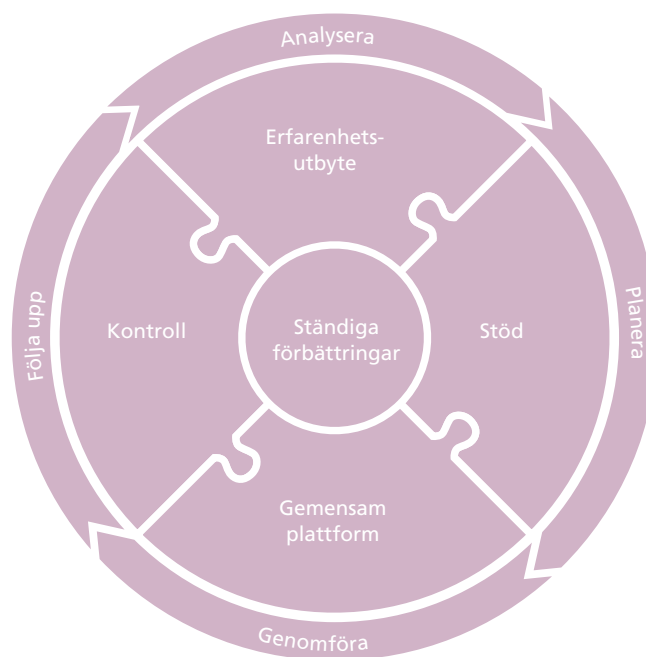 Analysera
Erfarenhets-
utbyte
Följa upp
Kontroll
Ständiga
förbättringar
Stöd
Planera
Gemensam
plattform
Genomföra